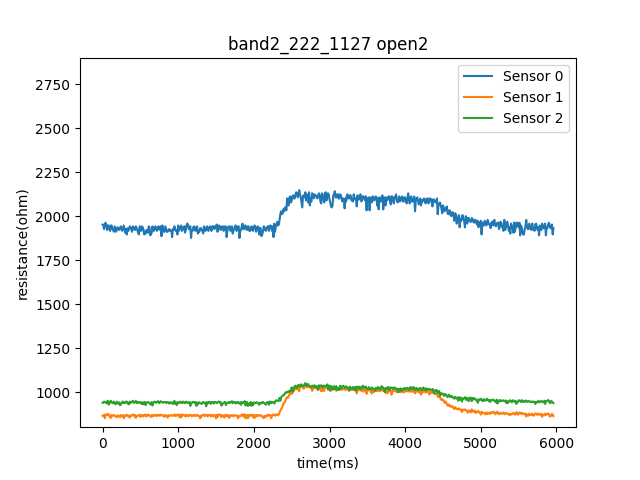 band2_222_1127 open2
Sensor 0
Sensor 1
Sensor 2
resistance(ohm)
2750
2500
2250
2000
1750
1500
1250
1000
0 1000 2000 3000 4000 5000 6000
time(ms)